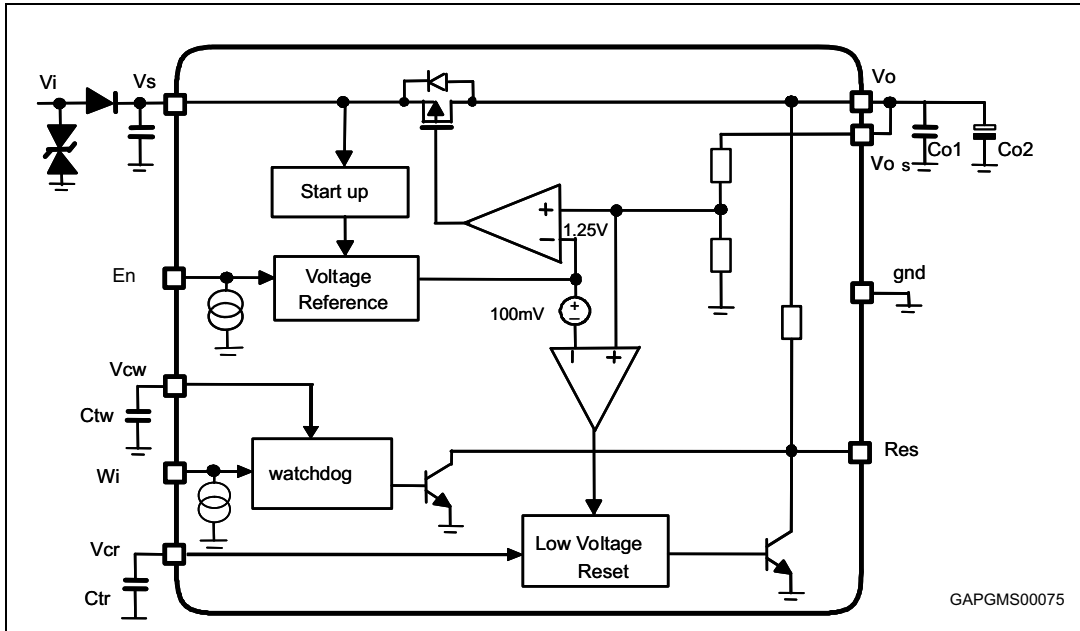 Vi
Vs
Vo
Co1
Co2
Vo s
Start up
+
1.25V
−
En
Voltage
Reference
gnd
100mV
+
−
− +
Vcw
Ctw
Wi
watchdog
Res
Vcr
Low Voltage
Reset
Ctr
GAPGMS00075